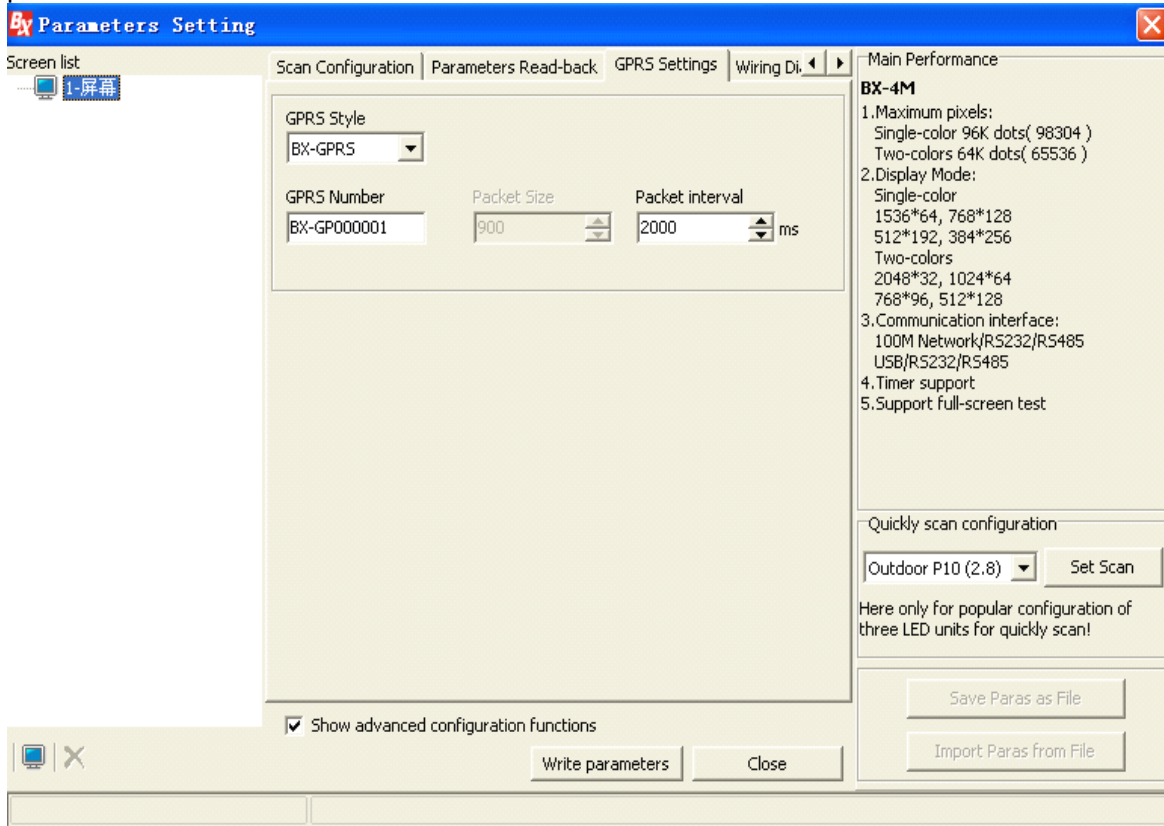 BX Parameters Setting
Screen list
1-屏幕
Scan Configuration
Parameters Read-back
GPRS Settings
Wiring Di
GPRS Style
BX-GPRS
GPRS Number
Packet Size
Packet interval
BX-GP000001
900
2000
ms
Show advanced configuration functions
Write parameters
Close
Main Performance
BX-4M
1.Maximum pixels:
Single-color 96K dots( 98304 )
Two-colors 64K dots( 65536 )
2.Display Mode:
Single-color
1536*64, 768*128
512*192, 384*256
Two-colors
2048*32, 1024*64
768*96, 512*128
3.Communication interface:
100M Network/RS232/RS485
USB/RS232/RS485
4.Timer support
5.Support full-screen test
Quickly scan configuration
Outdoor P10 (2.8)
Set Scan
Here only for popular configuration of
three LED units for quickly scan!
Save Paras as File
Import Paras from File